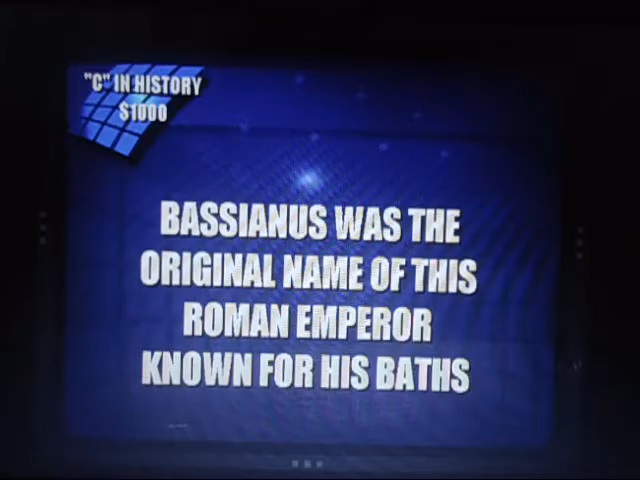 "C" IN HISTORY
$1000
BASSIANUS WAS THE
ORIGINAL NAME OF THIS
ROMAN EMPEROR
KNOWN FOR HIS BATHS